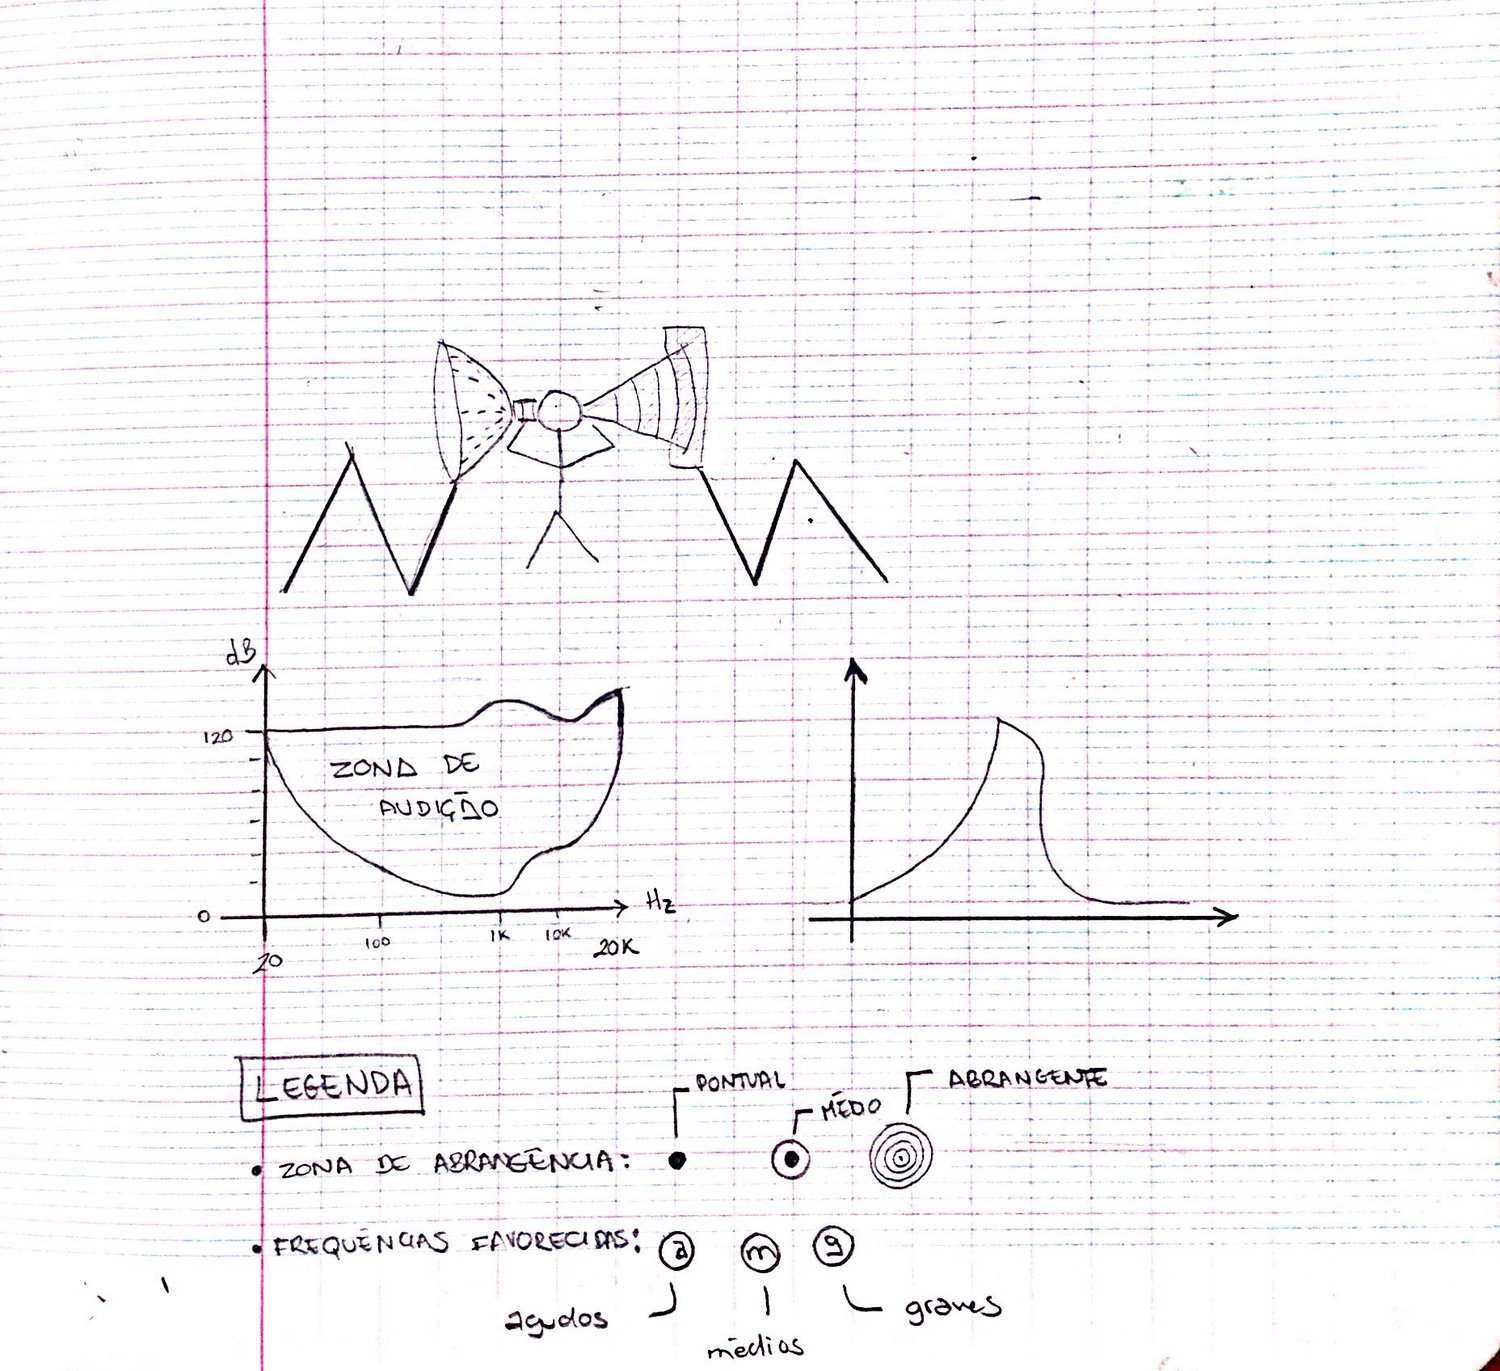 dB
120
ZONA DE
AUDIÇÃO
0
Hz
20
100
1K
10K
20K
LEGENDA
PONTUAL
MÉDO
ABRANGENTE
• ZONA DE ABRANGÊNCIA:
• FREQUÊNCIAS FAVORECIDAS: a m g
agudos
médios
graves